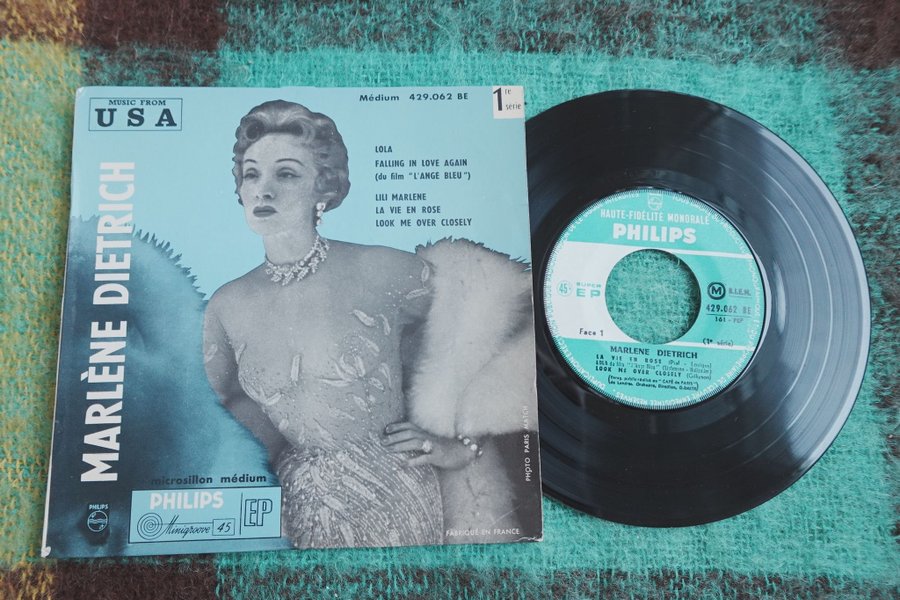 MUSIC FROM
USA
Médium 429.062 BE
1re
série
LOLA
FALLING IN LOVE AGAIN
(du film "L'ANGE BLEU")
LILI MARLENE
LA VIE EN ROSE
LOOK ME OVER CLOSELY
MARLÈNE DIETRICH
microsillon médium
PHILIPS
Minigroove 45
EP
PHILIPS
PHOTO PARIS MATCH
FABRIQUÉ EN FRANCE
HAUTE-FIDÉLITÉ MONORALE
PHILIPS
45 SUPER
EP
B.I.E.M.
429.062 BE
Face 1
MARLENE DIETRICH
LA VIE EN ROSE
LOOK ME OVER CLOSELY